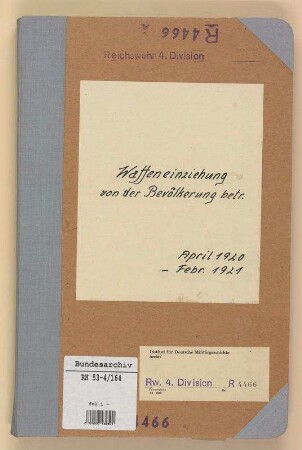 R 4466
Reichswehr 4. Division
Waffeneinziehung
von der Bevölkerung betr.
April 1920
- Febr. 1921
Institut für Deutsche Militärgeschichte
Archiv
Rw. 4. Division
R 4466
Bundesarchiv
RH 53-4/164
4466